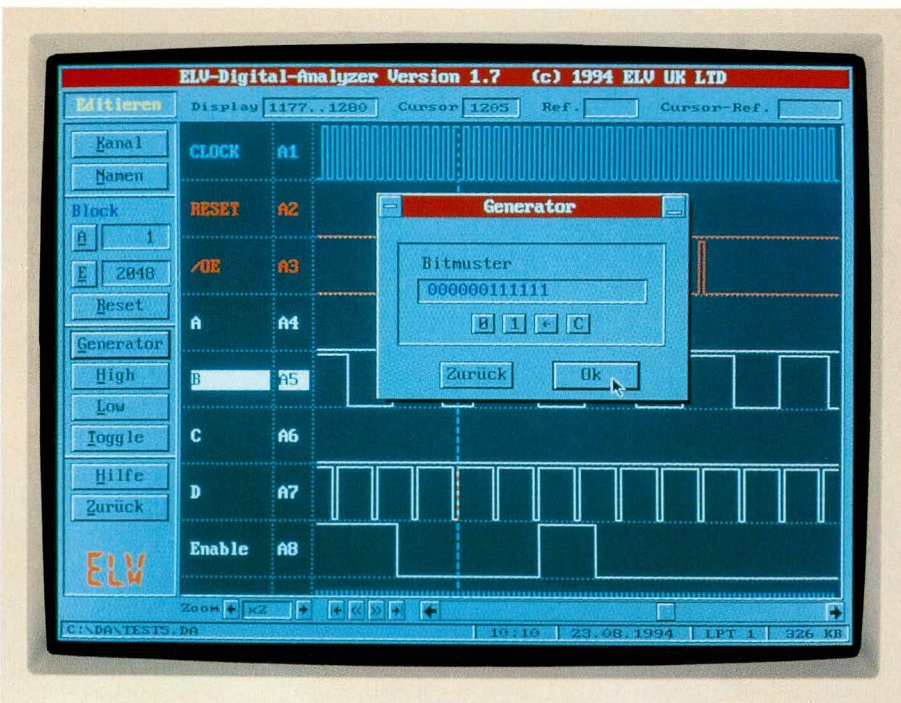 ELV-Digital-Analyzer Version 1.7 (c) 1994 ELV UK LTD
Editieren
Display 1177..1280 Cursor 1205 Ref. Cursor-Ref.
Kanal
Namen
Block
A 1
E 2048
Reset
Generator
High
Low
Toggle
Hilfe
Zurück
ELV
CLOCK A1
RESET A2
/OE A3
A A4
B A5
C A6
D A7
Enable A8
Generator
Bitmuster
000000111111
0 1 ← C
Zurück Ok
Zoom x2
C:\DA\TEST5.DA 10:10 23.08.1994 LPT 1 326 KB